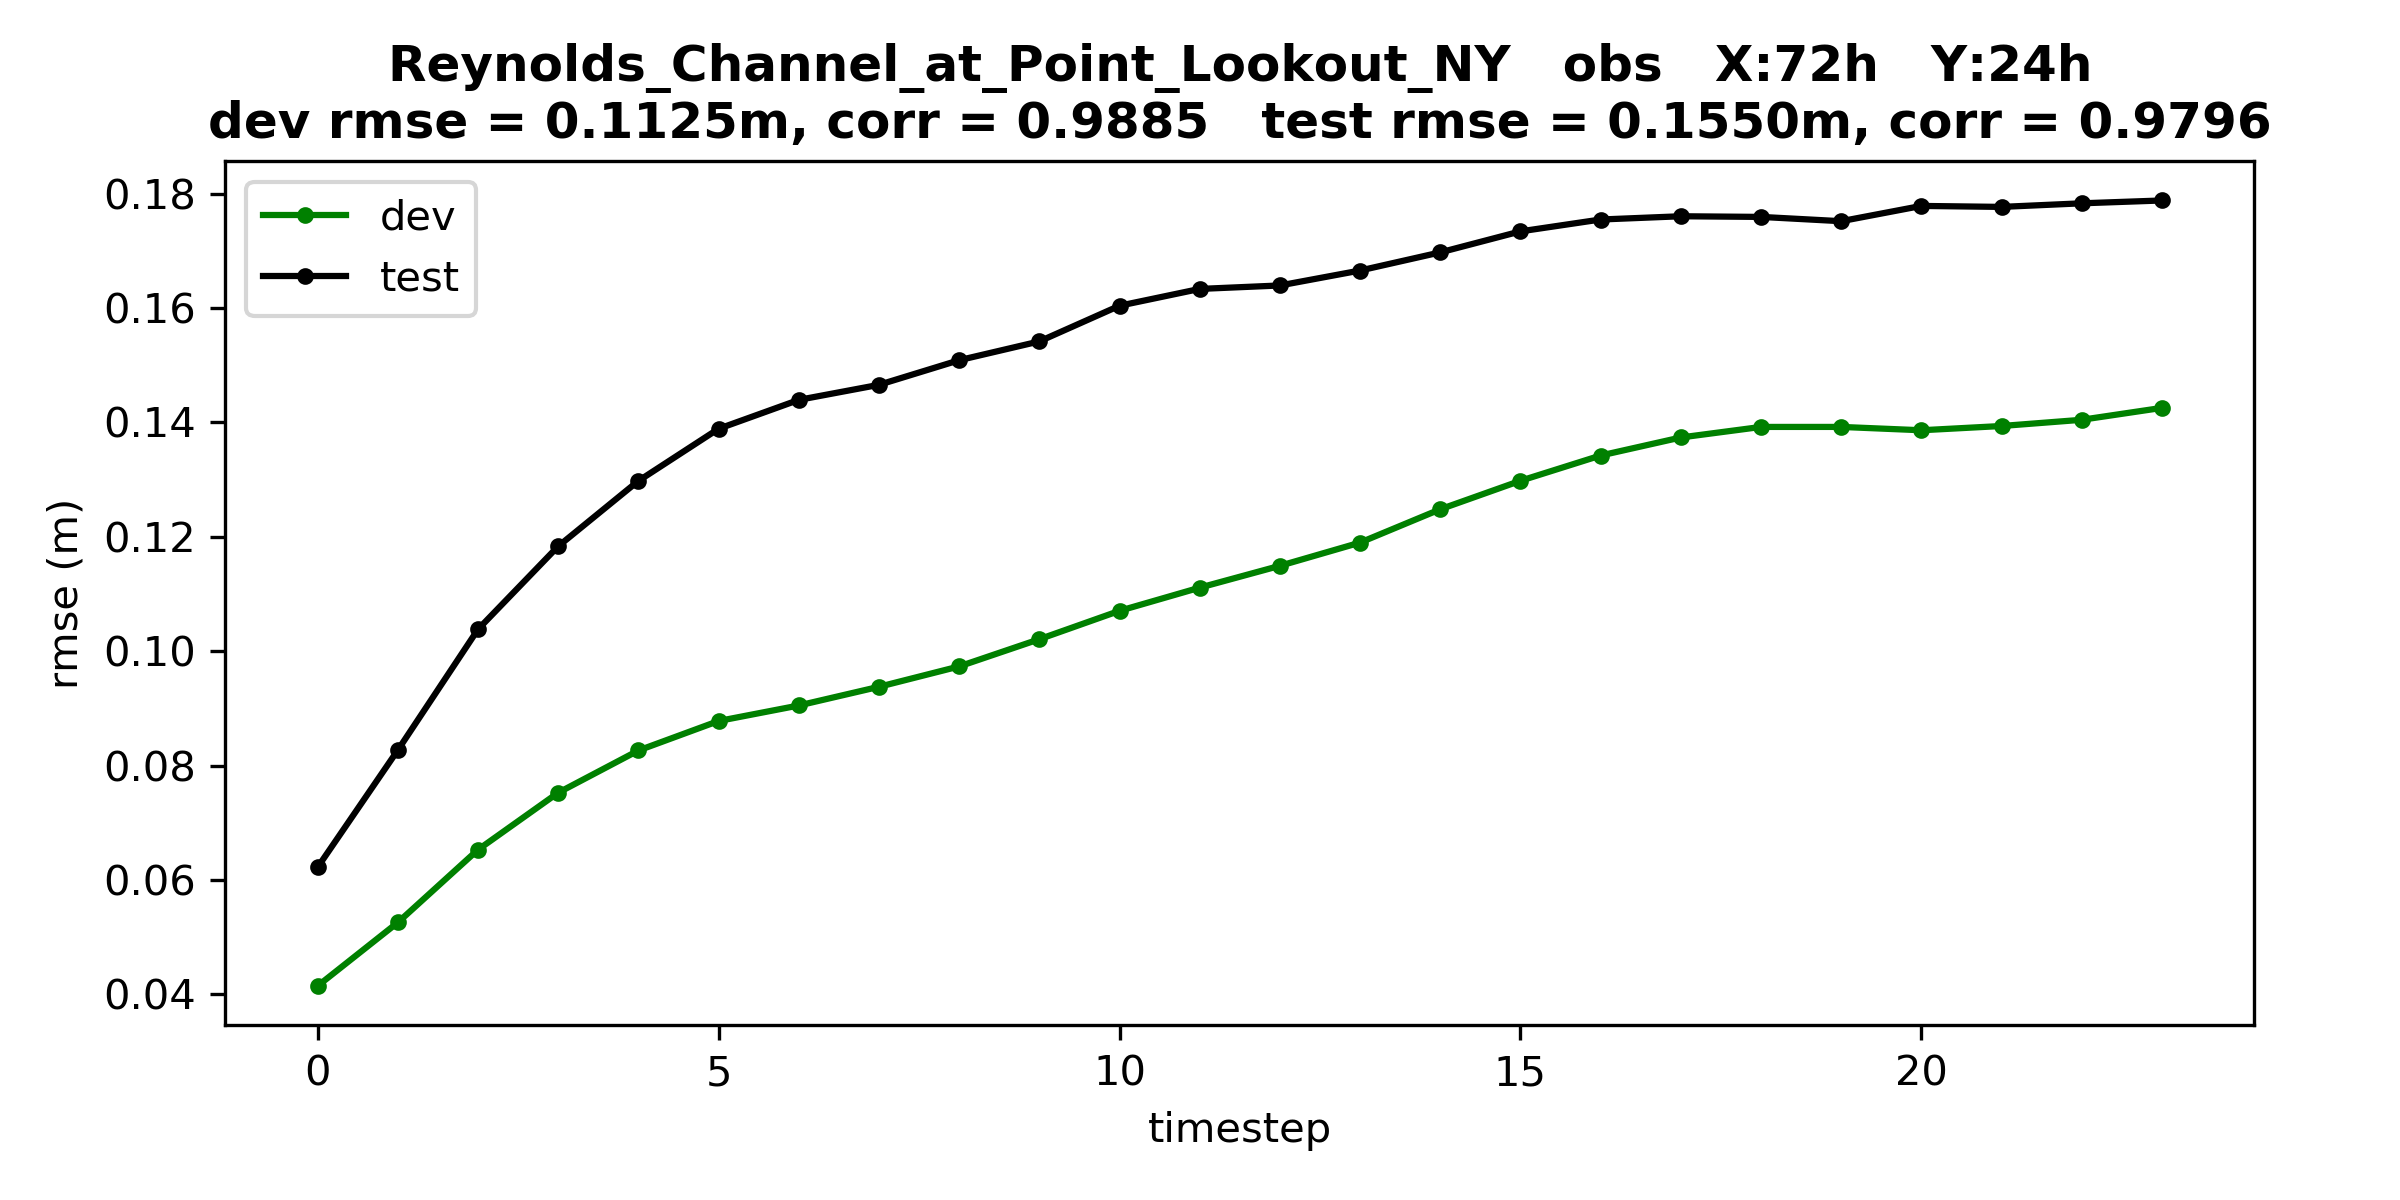 Reynolds_Channel_at_Point_Lookout_NY   obs   X:72h   Y:24h
dev rmse = 0.1125m, corr = 0.9885   test rmse = 0.1550m, corr = 0.9796
dev
test
0.18
0.16
0.14
0.12
0.10
0.08
0.06
0.04
rmse (m)
0 5 10 15 20
timestep